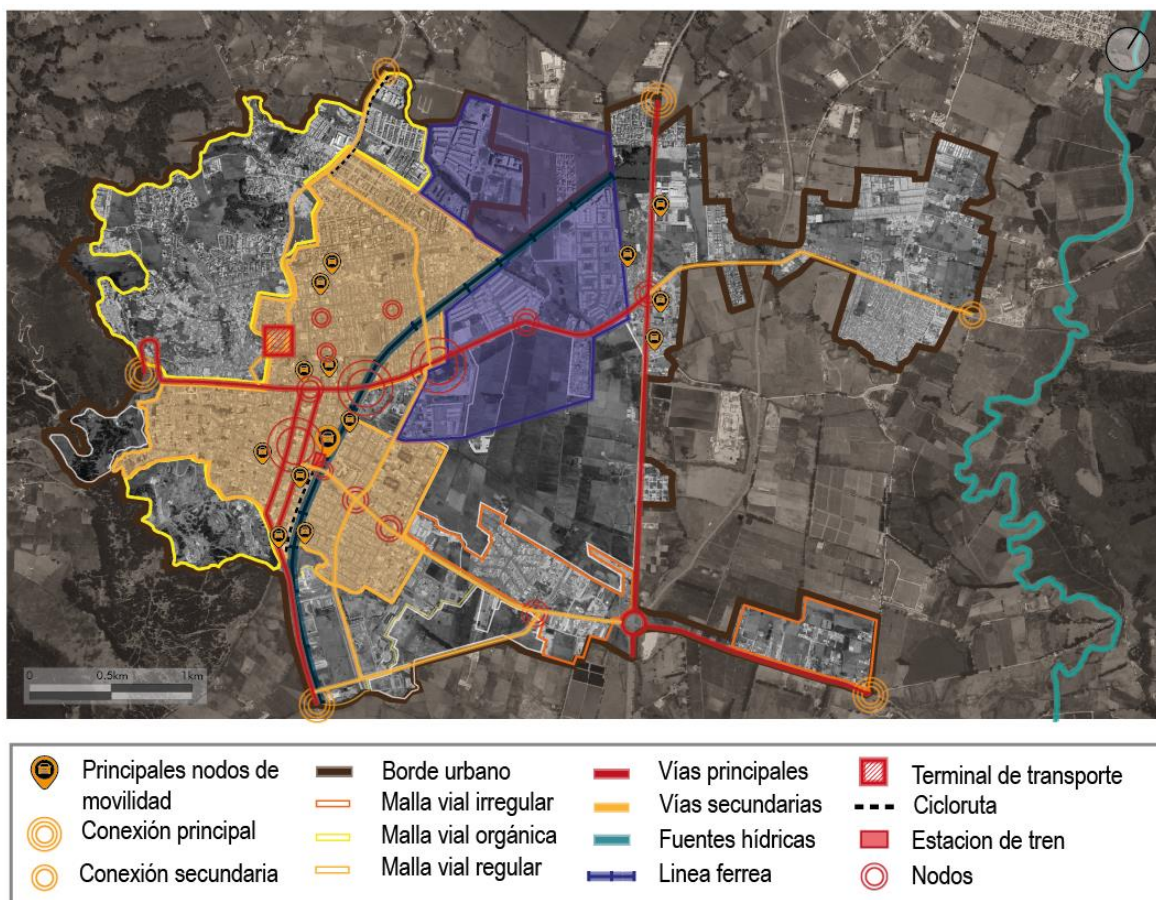 0
0.5km
1km
Principales nodos de
movilidad
Conexión principal
Conexión secundaria
Borde urbano
Malla vial irregular
Malla vial orgánica
Malla vial regular
Vías principales
Vías secundarias
Fuentes hídricas
Linea ferrea
Terminal de transporte
Cicloruta
Estacion de tren
Nodos